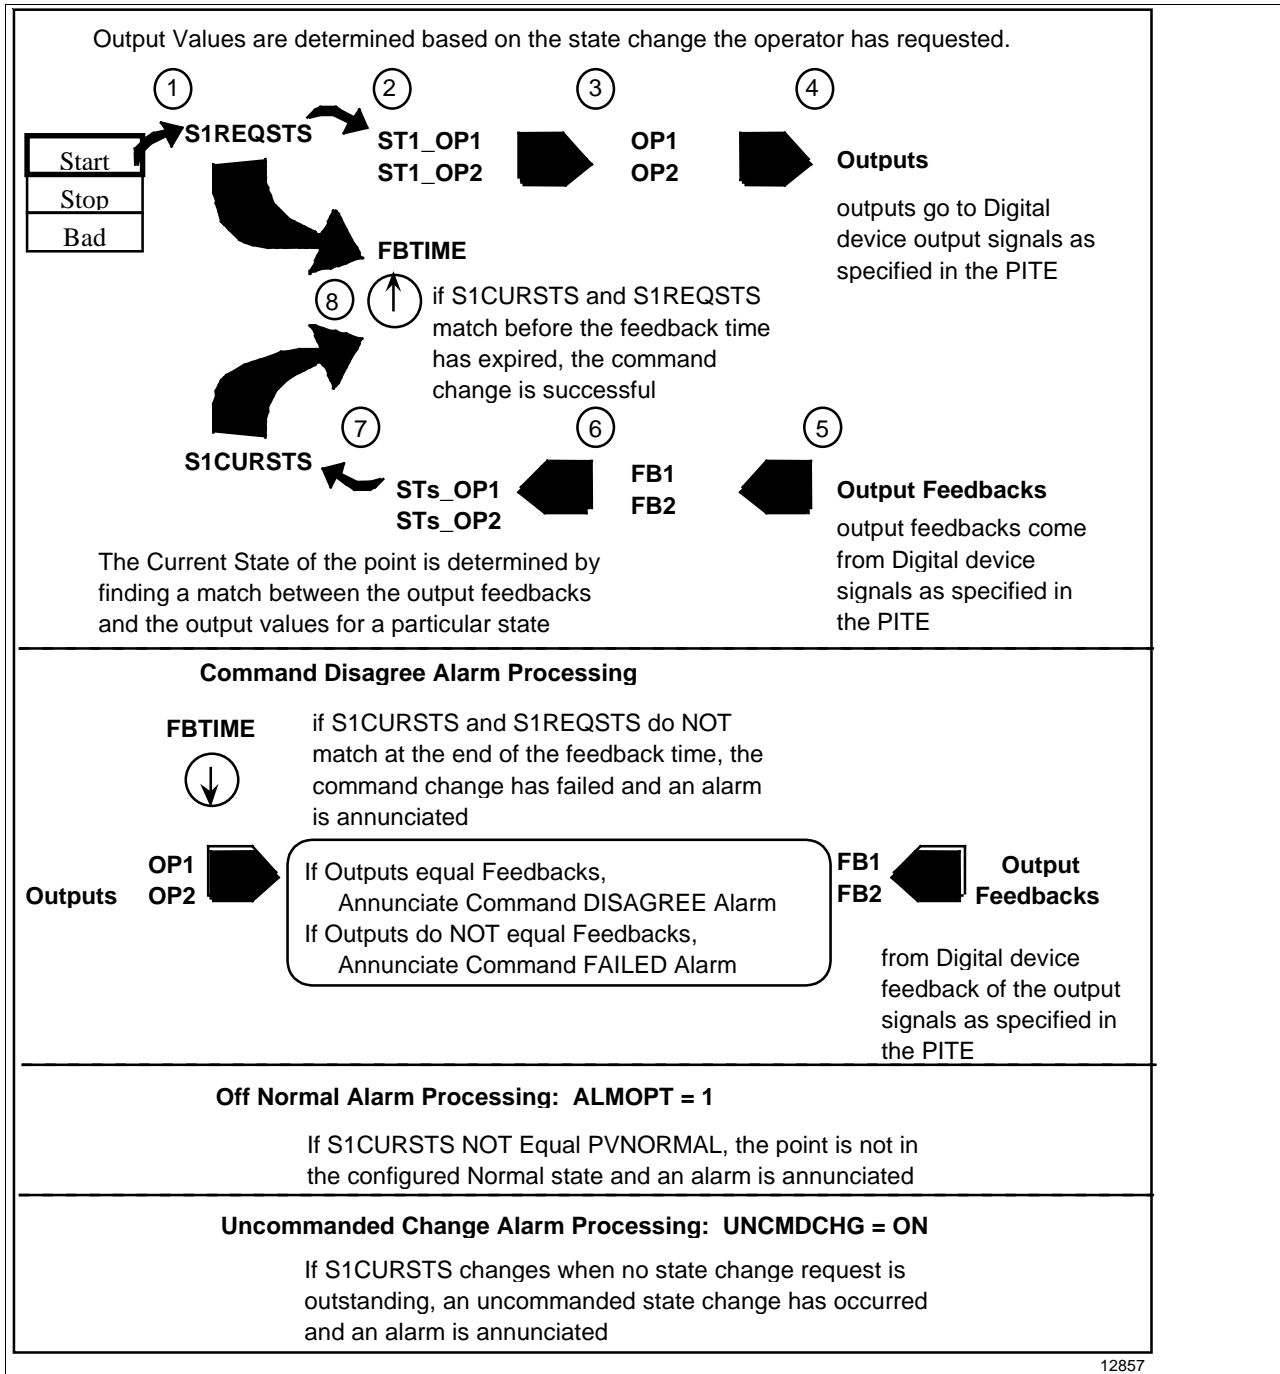 Output Values are determined based on the state change the operator has requested.
1
2
3
4
S1REQSTS
Start
Stop
Bad
ST1_OP1
ST1_OP2
OP1
OP2
Outputs
outputs go to Digital
device output signals as
specified in the PITE
FBTIME
8
if S1CURSTS and S1REQSTS
match before the feedback time
has expired, the command
change is successful
7
6
5
S1CURSTS
STs_OP1
STs_OP2
FB1
FB2
Output Feedbacks
output feedbacks come
from Digital device
signals as specified in
the PITE
The Current State of the point is determined by
finding a match between the output feedbacks
and the output values for a particular state
Command Disagree Alarm Processing
FBTIME
if S1CURSTS and S1REQSTS do NOT
match at the end of the feedback time, the
command change has failed and an alarm
is annunciated
Outputs
OP1
OP2
If Outputs equal Feedbacks,
Annunciate Command DISAGREE Alarm
If Outputs do NOT equal Feedbacks,
Annunciate Command FAILED Alarm
FB1
FB2
Output
Feedbacks
from Digital device
feedback of the output
signals as specified in
the PITE
Off Normal Alarm Processing: ALMOPT = 1
If S1CURSTS NOT Equal PVNORMAL, the point is not in
the configured Normal state and an alarm is annunciated
Uncommanded Change Alarm Processing: UNCMDCHG = ON
If S1CURSTS changes when no state change request is
outstanding, an uncommanded state change has occurred
and an alarm is annunciated
12857